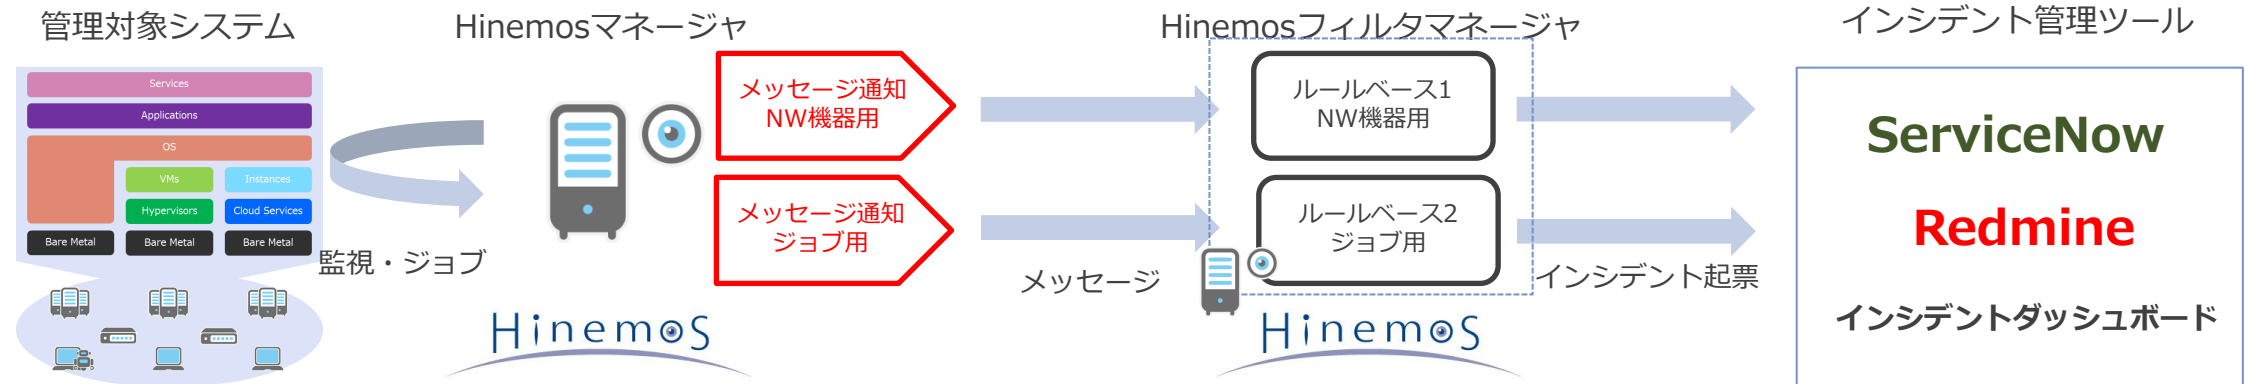 管理対象システム
Hinemosマネージャ
Hinemosフィルタマネージャ
インシデント管理ツール
Services
Applications
OS
VMs
Instances
Hypervisors
Cloud Services
Bare Metal
Bare Metal
Bare Metal
監視・ジョブ
メッセージ通知
NW機器用
メッセージ通知
ジョブ用
メッセージ
ルールベース1
NW機器用
ルールベース2
ジョブ用
インシデント起票
ServiceNow
Redmine
インシデントダッシュボード
Hinemos
Hinemos